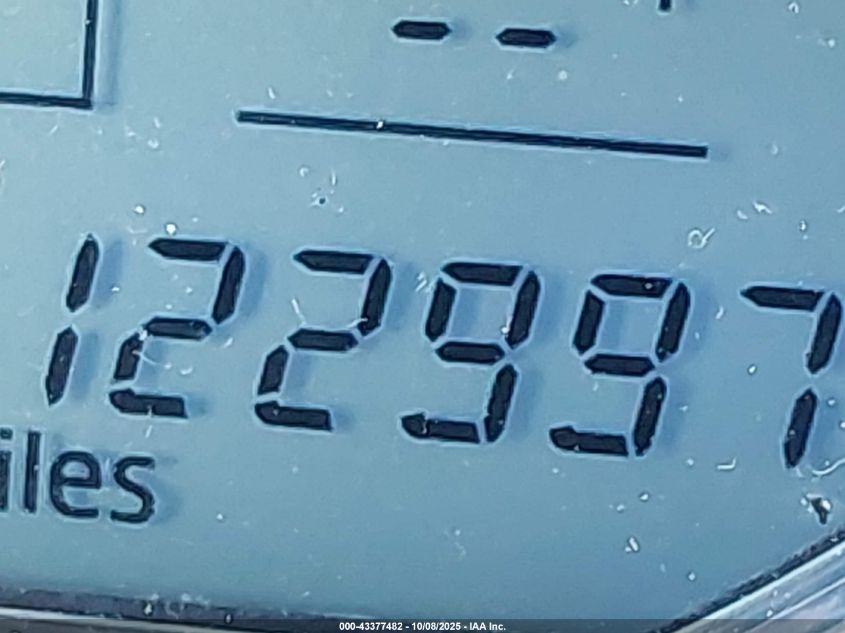 --
122997
iles
000-43377482 - 10/08/2025 - IAA Inc.